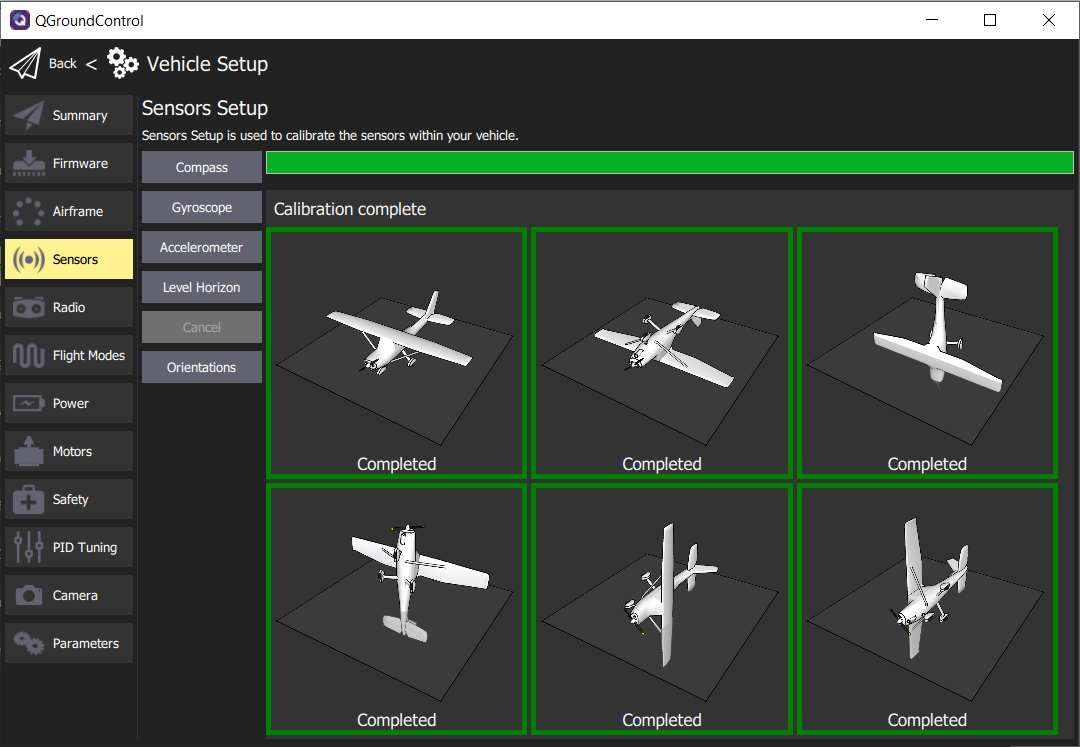 QGroundControl
Back < Vehicle Setup
Summary
Firmware
Airframe
Sensors
Radio
Flight Modes
Power
Motors
Safety
PID Tuning
Camera
Parameters
Sensors Setup
Sensors Setup is used to calibrate the sensors within your vehicle.
Compass
Gyroscope
Accelerometer
Level Horizon
Cancel
Orientations
Calibration complete
Completed
Completed
Completed
Completed
Completed
Completed